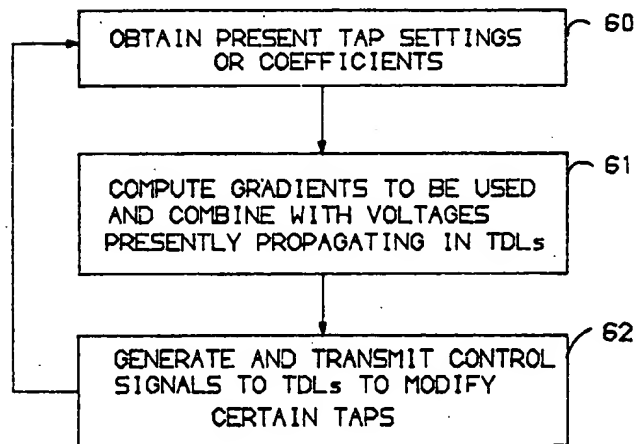 OBTAIN PRESENT TAP SETTINGS
OR COEFFICIENTS
60
COMPUTE GRADIENTS TO BE USED
AND COMBINE WITH VOLTAGES
PRESENTLY PROPAGATING IN TDLs
61
GENERATE AND TRANSMIT CONTROL
SIGNALS TO TDLs TO MODIFY
CERTAIN TAPS
62